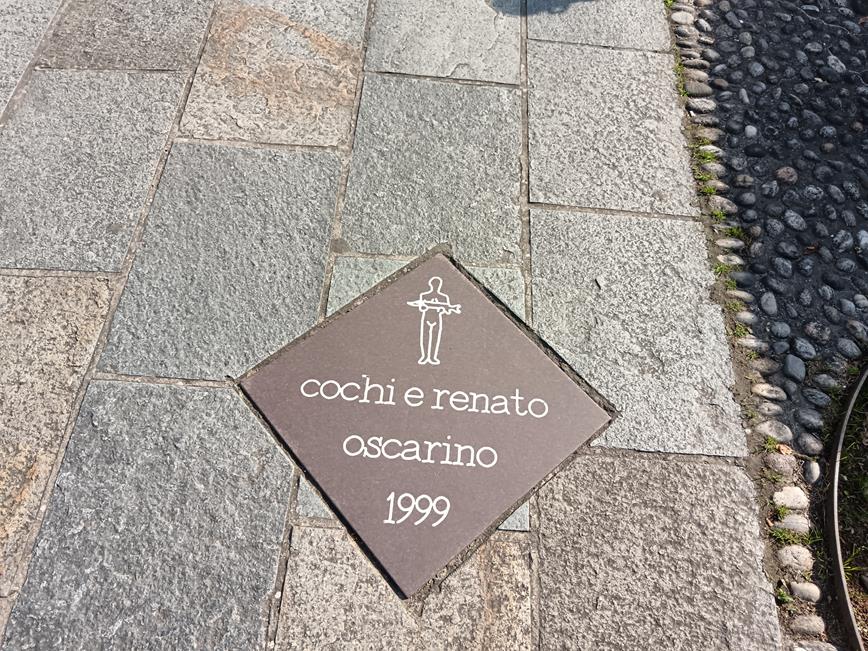 cochi e renato
oscarino
1999